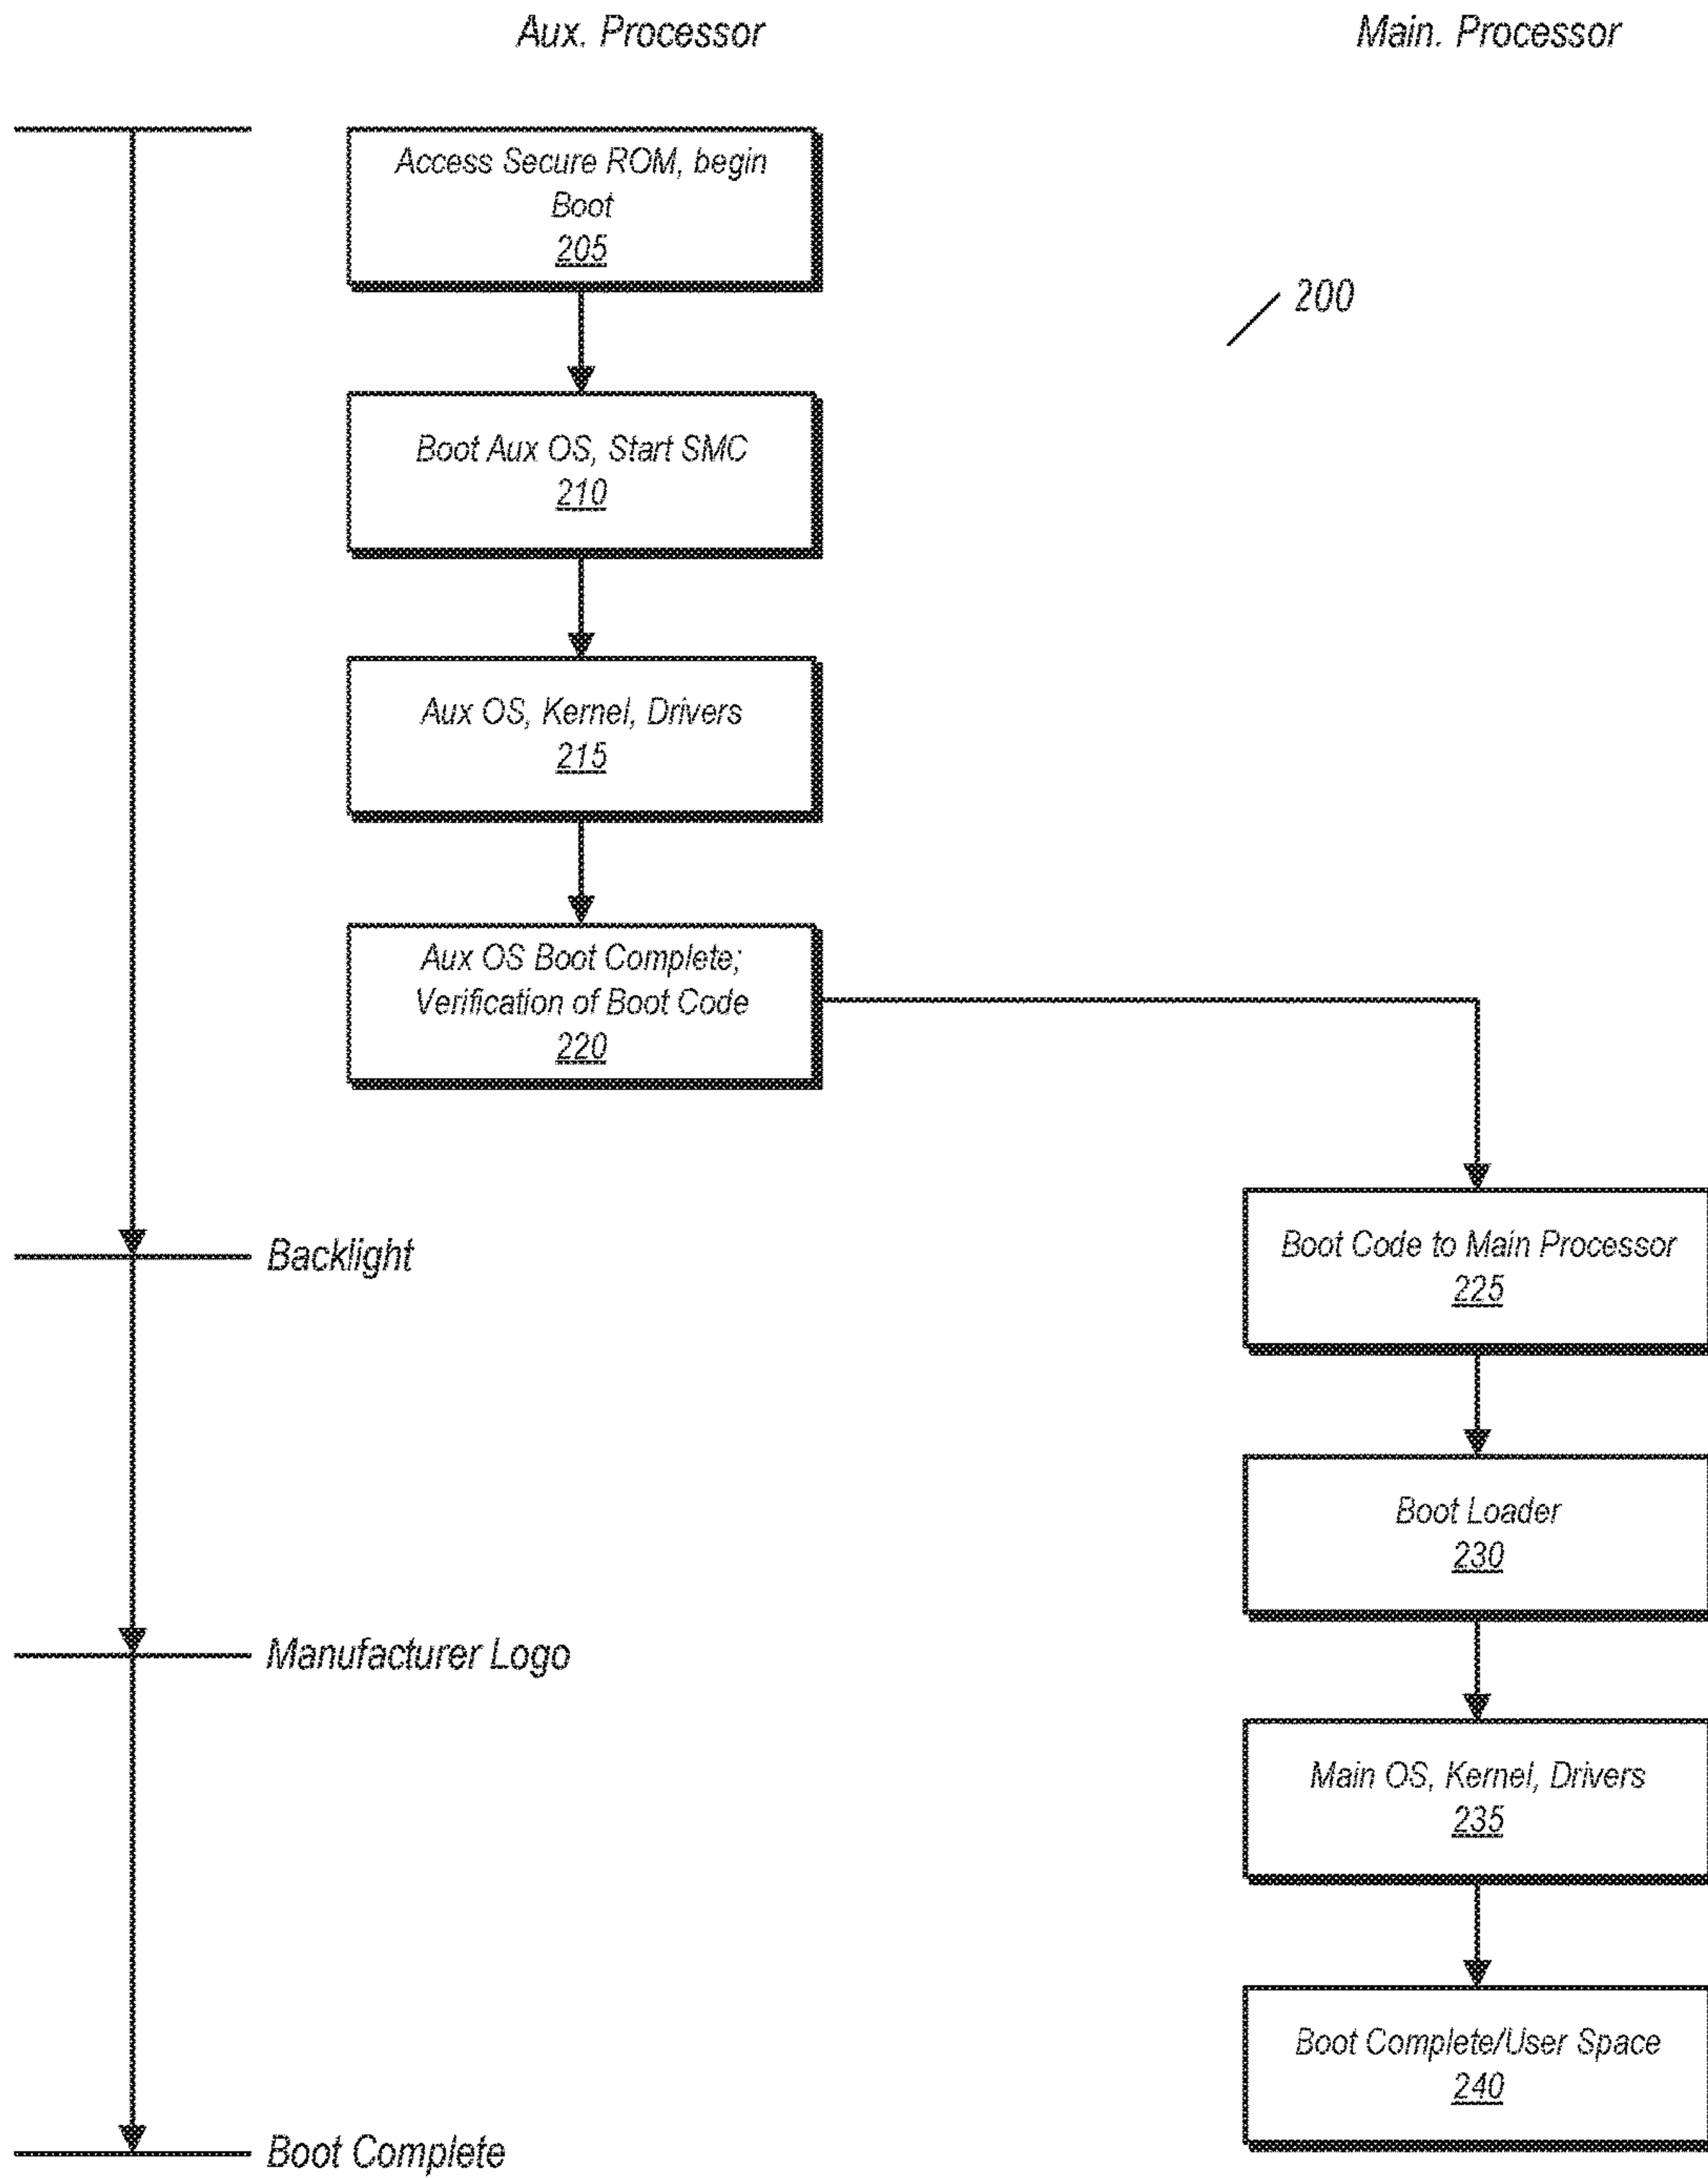 Aux. Processor
Main. Processor
Access Secure ROM, begin
Boot
205
200
Boot Aux OS, Start SMC
210
Aux OS, Kernel, Drivers
215
Aux OS Boot Complete;
Verification of Boot Code
220
Backlight
Boot Code to Main Processor
225
Boot Loader
230
Manufacturer Logo
Main OS, Kernel, Drivers
235
Boot Complete/User Space
240
Boot Complete